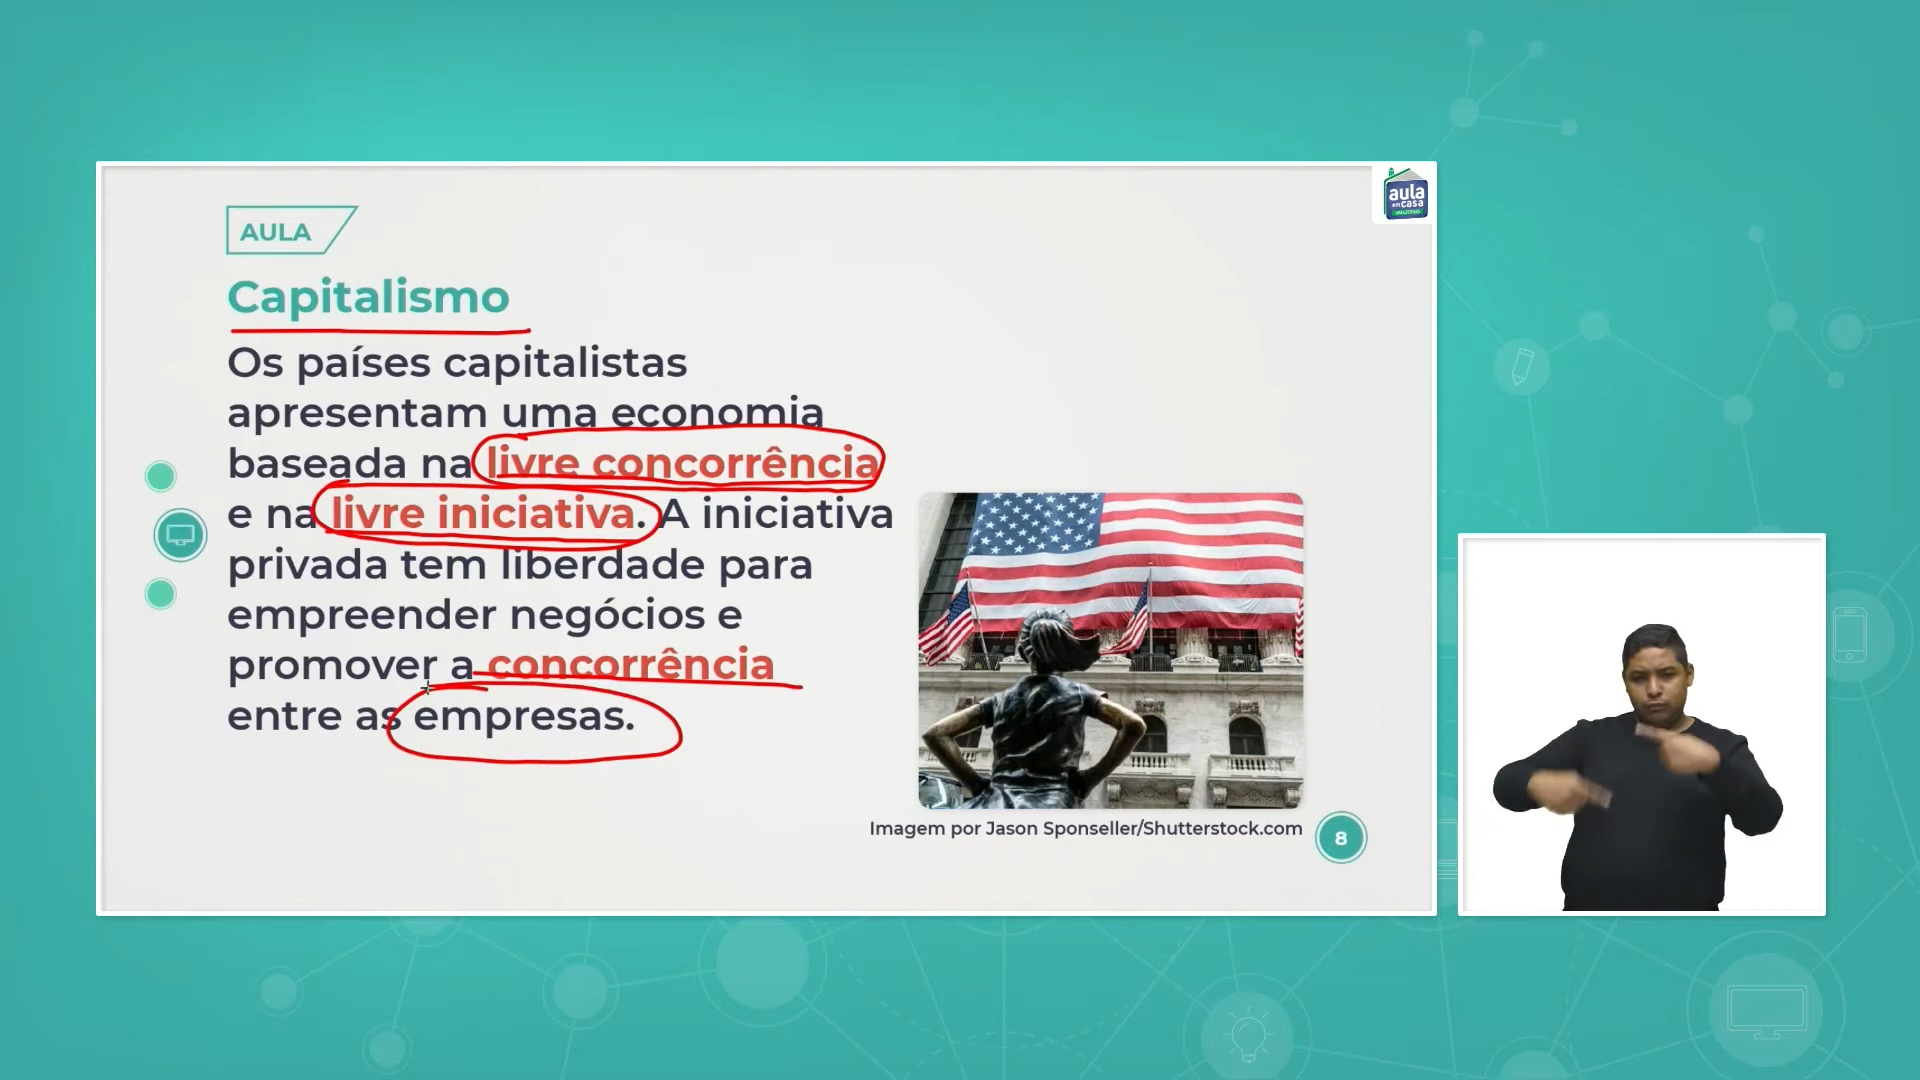 aula
em casa
AMAZONAS
AULA
Capitalismo
Os países capitalistas
apresentam uma economia
baseada na livre concorrência
e na livre iniciativa. A iniciativa
privada tem liberdade para
empreender negócios e
promover a concorrência
entre as empresas.
Imagem por Jason Sponseller/Shutterstock.com
8